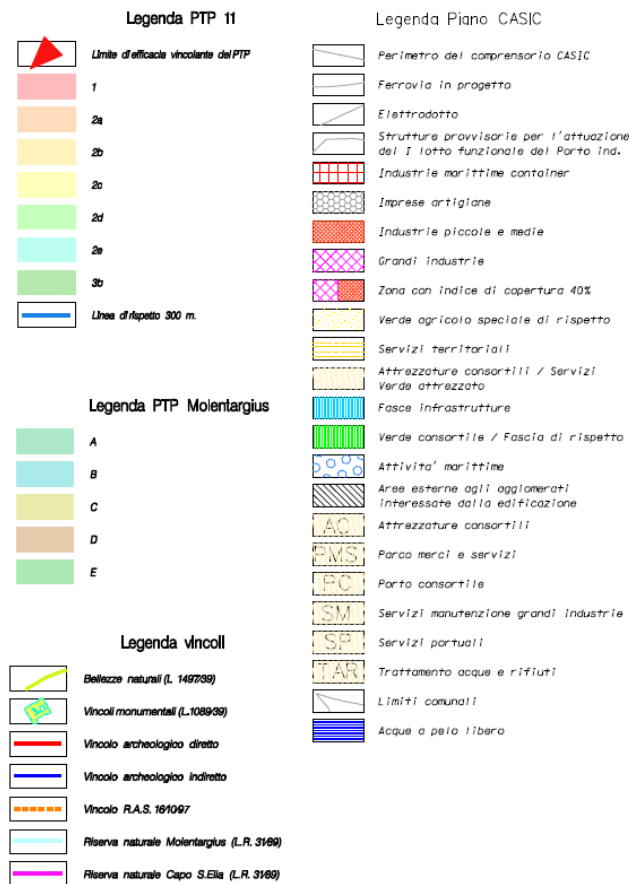 Legenda PTP 11
Limite di efficacia vincolante del PTP
1
2a
2b
2c
2d
2e
3b
Linea di rispetto 300 m.
Legenda PTP Molentargius
A
B
C
D
E
Legenda vincoli
Bellezze naturali (L. 1497/39)
Vincoli monumentali (L.1089/39)
Vincolo archeologico diretto
Vincolo archeologico indiretto
Vincolo R.A.S. 16/10/97
Riserva naturale Molentargius (L.R. 31/89)
Riserva naturale Capo S.Elia (L.R. 31/89)
Legenda Piano CASIC
Perimetro del comprensorio CASIC
Ferrovia in progetto
Elettrodotto
Strutture provvisorie per l'attuazione
del I lotto funzionale del Porto ind.
Industrie marittime container
Imprese artigiane
Industrie piccole e medie
Grandi industrie
Zona con indice di copertura 40%
Verde agricolo speciale di rispetto
Servizi territoriali
Attrezzature consortili / Servizi
Verde attrezzato
Fasce infrastrutture
Verde consortile / Fascia di rispetto
Attivita' marittime
Aree esterne agli agglomerati
interessate dalla edificazione
AC Attrezzature consortili
PMS Parco merci e servizi
PC Porto consortile
SM Servizi manutenzione grandi industrie
SP Servizi portuali
TAR Trattamento acque e rifiuti
Limiti comunali
Acque a pelo libero